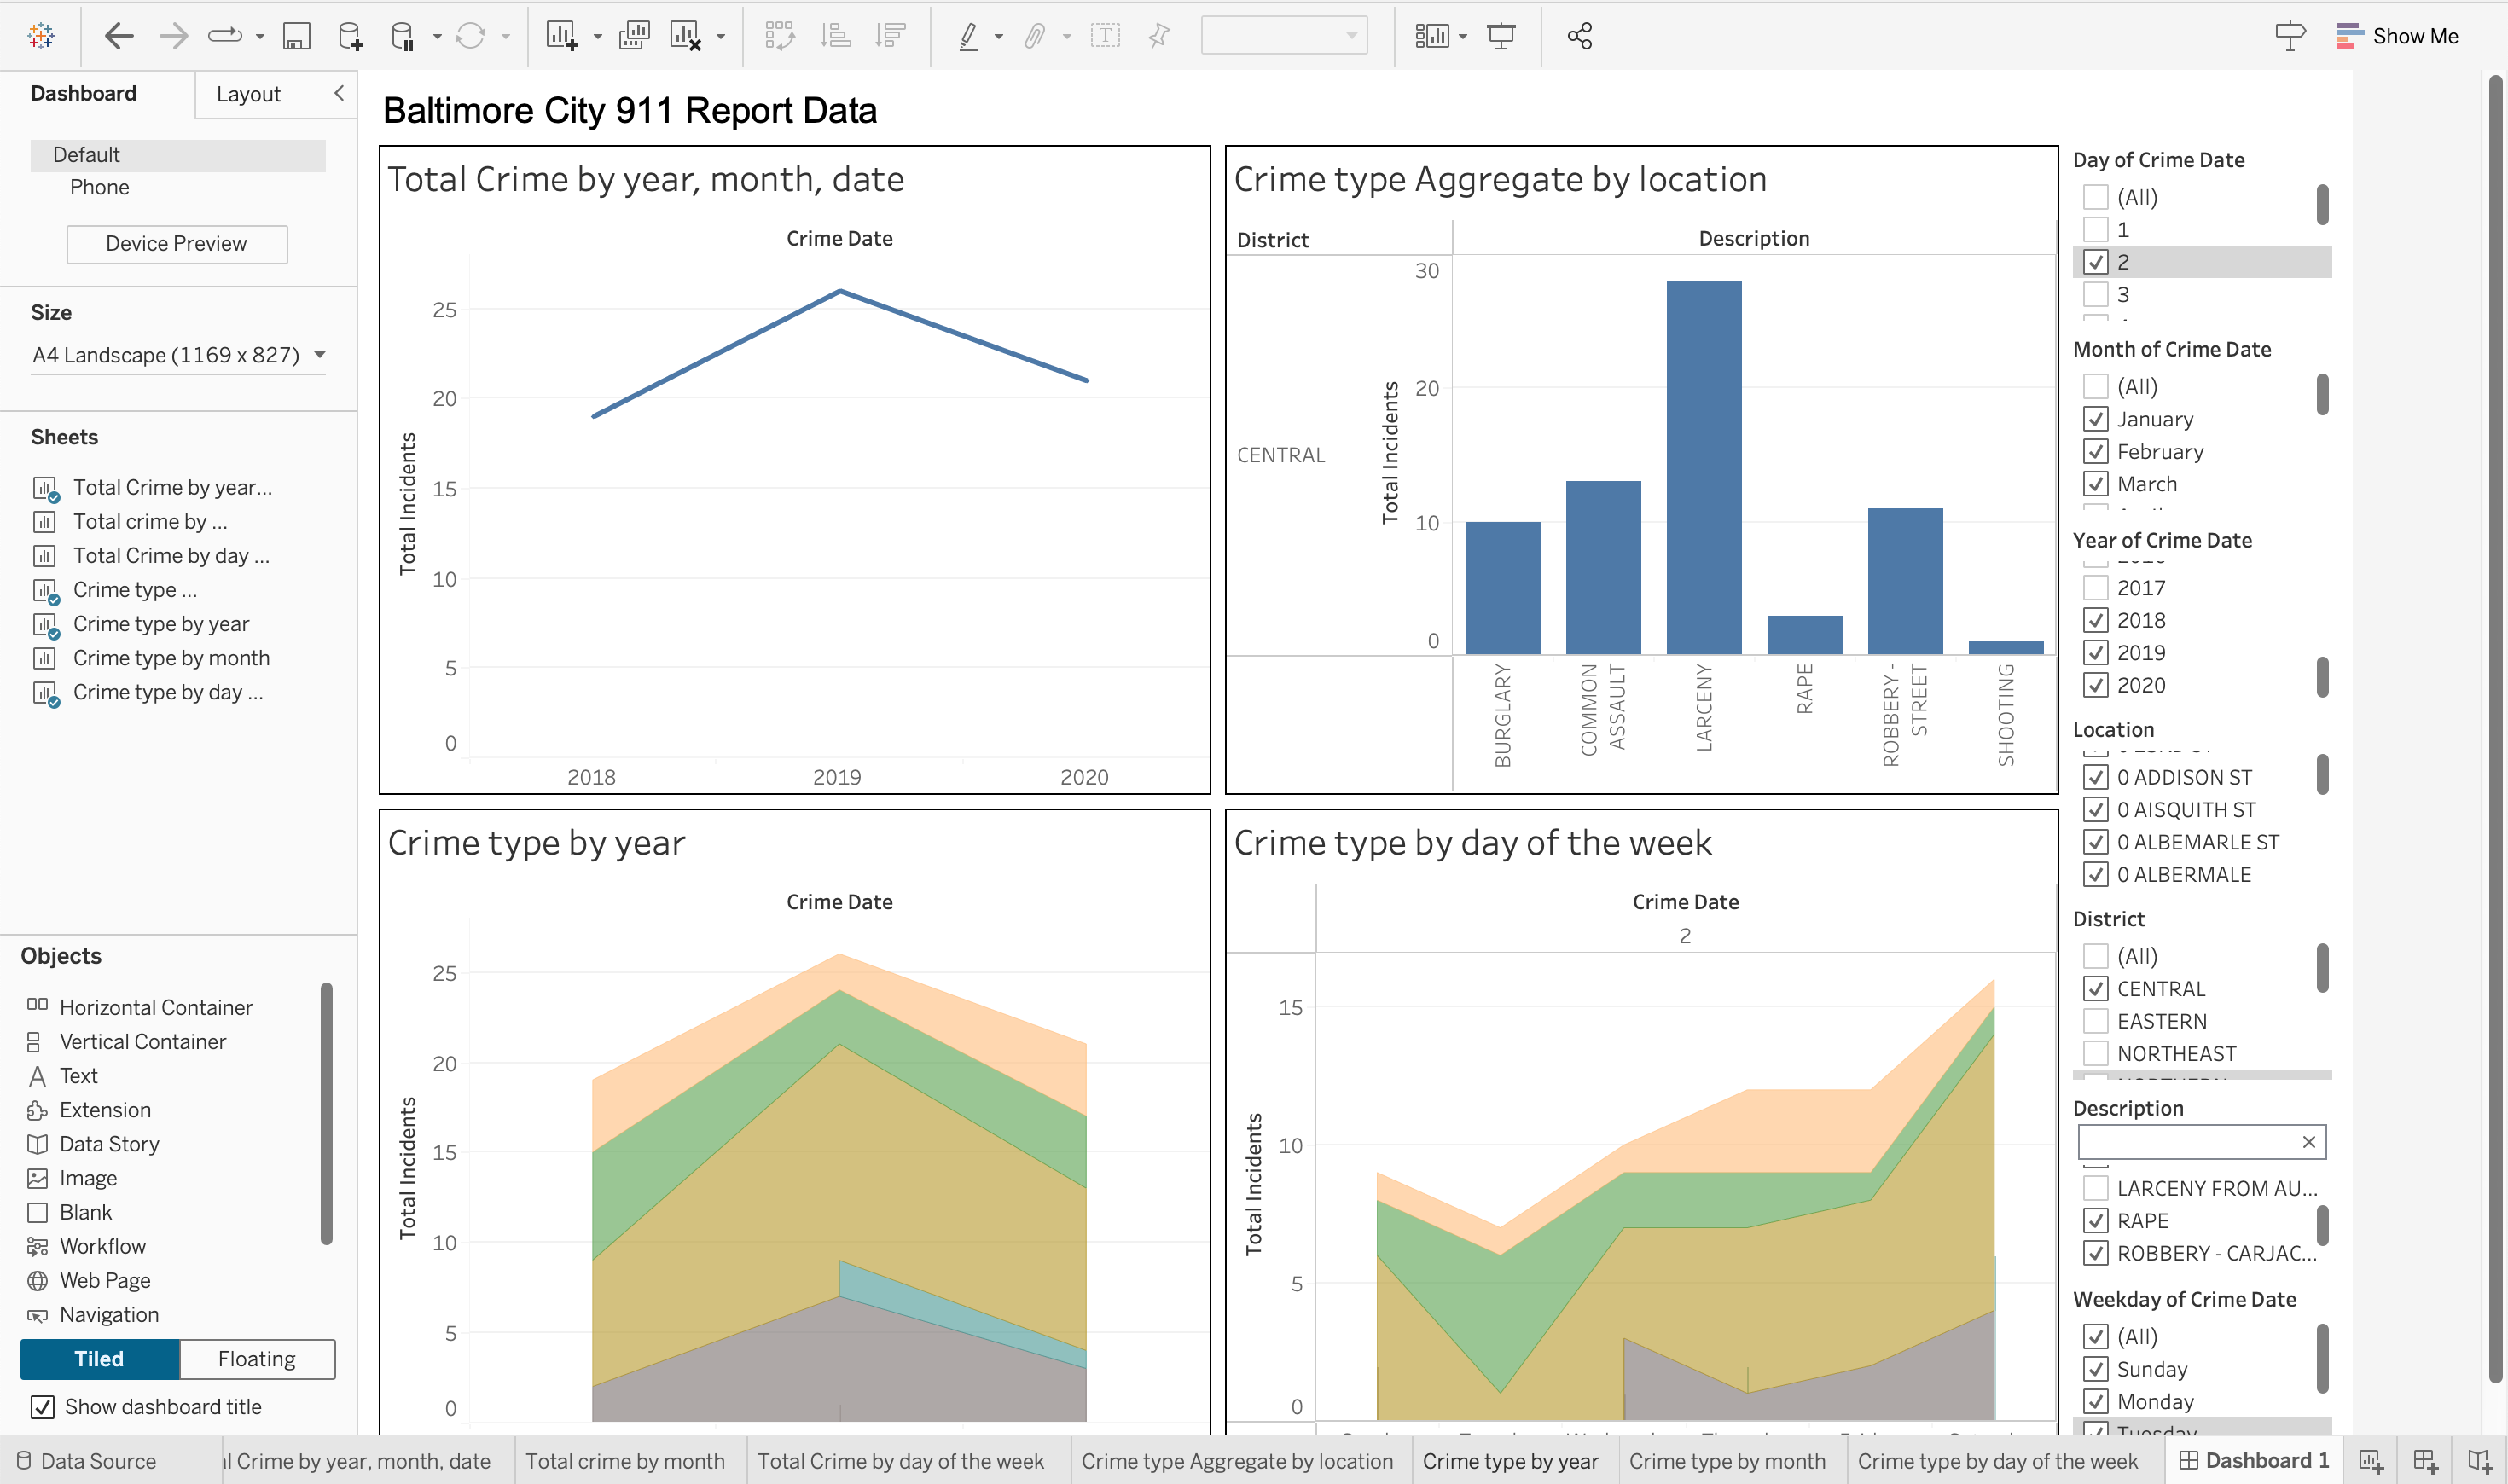 Show Me
Dashboard
Layout
Default
Phone
Device Preview
Size
A4 Landscape (1169 x 827)
Sheets
Total Crime by year...
Total crime by ...
Total Crime by day ...
Crime type ...
Crime type by year
Crime type by month
Crime type by day ...
Objects
Horizontal Container
Vertical Container
Text
Extension
Data Story
Image
Blank
Workflow
Web Page
Navigation
Tiled
Floating
Show dashboard title
Baltimore City 911 Report Data
Total Crime by year, month, date
Crime Date
Total Incidents
25
20
15
10
5
0
2018
2019
2020
Crime type Aggregate by location
District
Description
CENTRAL
Total Incidents
30
20
10
0
BURGLARY
COMMON
ASSAULT
LARCENY
RAPE
ROBBERY -
STREET
SHOOTING
Crime type by year
Crime Date
Total Incidents
25
20
15
10
5
0
Crime type by day of the week
Crime Date
2
Total Incidents
15
10
5
0
Day of Crime Date
(All)
1
2
3
Month of Crime Date
(All)
January
February
March
Year of Crime Date
2017
2018
2019
2020
Location
0 ADDISON ST
0 AISQUITH ST
0 ALBEMARLE ST
0 ALBERMALE
District
(All)
CENTRAL
EASTERN
NORTHEAST
Description
LARCENY FROM AU...
RAPE
ROBBERY - CARJAC...
Weekday of Crime Date
(All)
Sunday
Monday
Tuesday
Data Source
l Crime by year, month, date
Total crime by month
Total Crime by day of the week
Crime type Aggregate by location
Crime type by year
Crime type by month
Crime type by day of the week
Dashboard 1